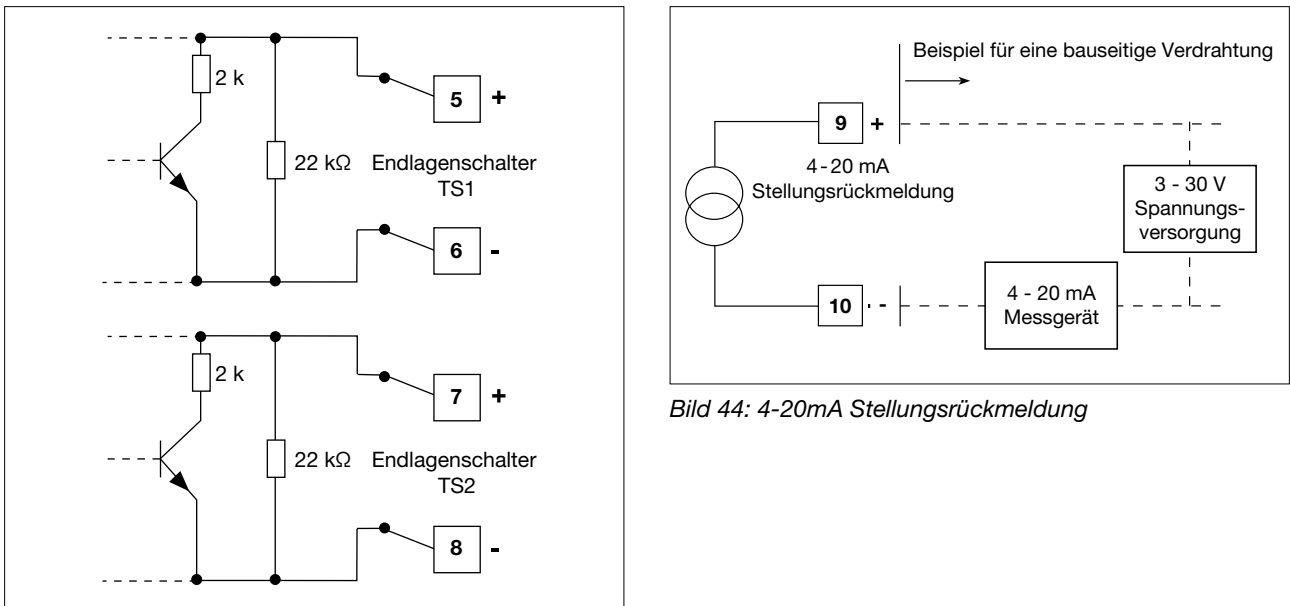 2 k
5 +
22 kΩ Endlagenschalter
TS1
6 -
2 k
7 +
22 kΩ Endlagenschalter
TS2
8 -
Beispiel für eine bauseitige Verdrahtung
9 +
4-20 mA
Stellungsrückmeldung
3 - 30 V
Spannungs-
versorgung
10 -
4 - 20 mA
Messgerät
Bild 44: 4-20mA Stellungsrückmeldung